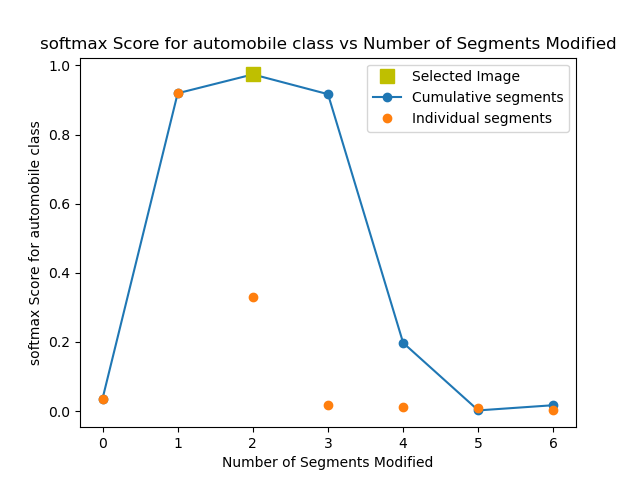 softmax Score for automobile class vs Number of Segments Modified
1.0
0.8
0.6
0.4
0.2
0.0
softmax Score for automobile class
Selected Image
Cumulative segments
Individual segments
0 1 2 3 4 5 6
Number of Segments Modified